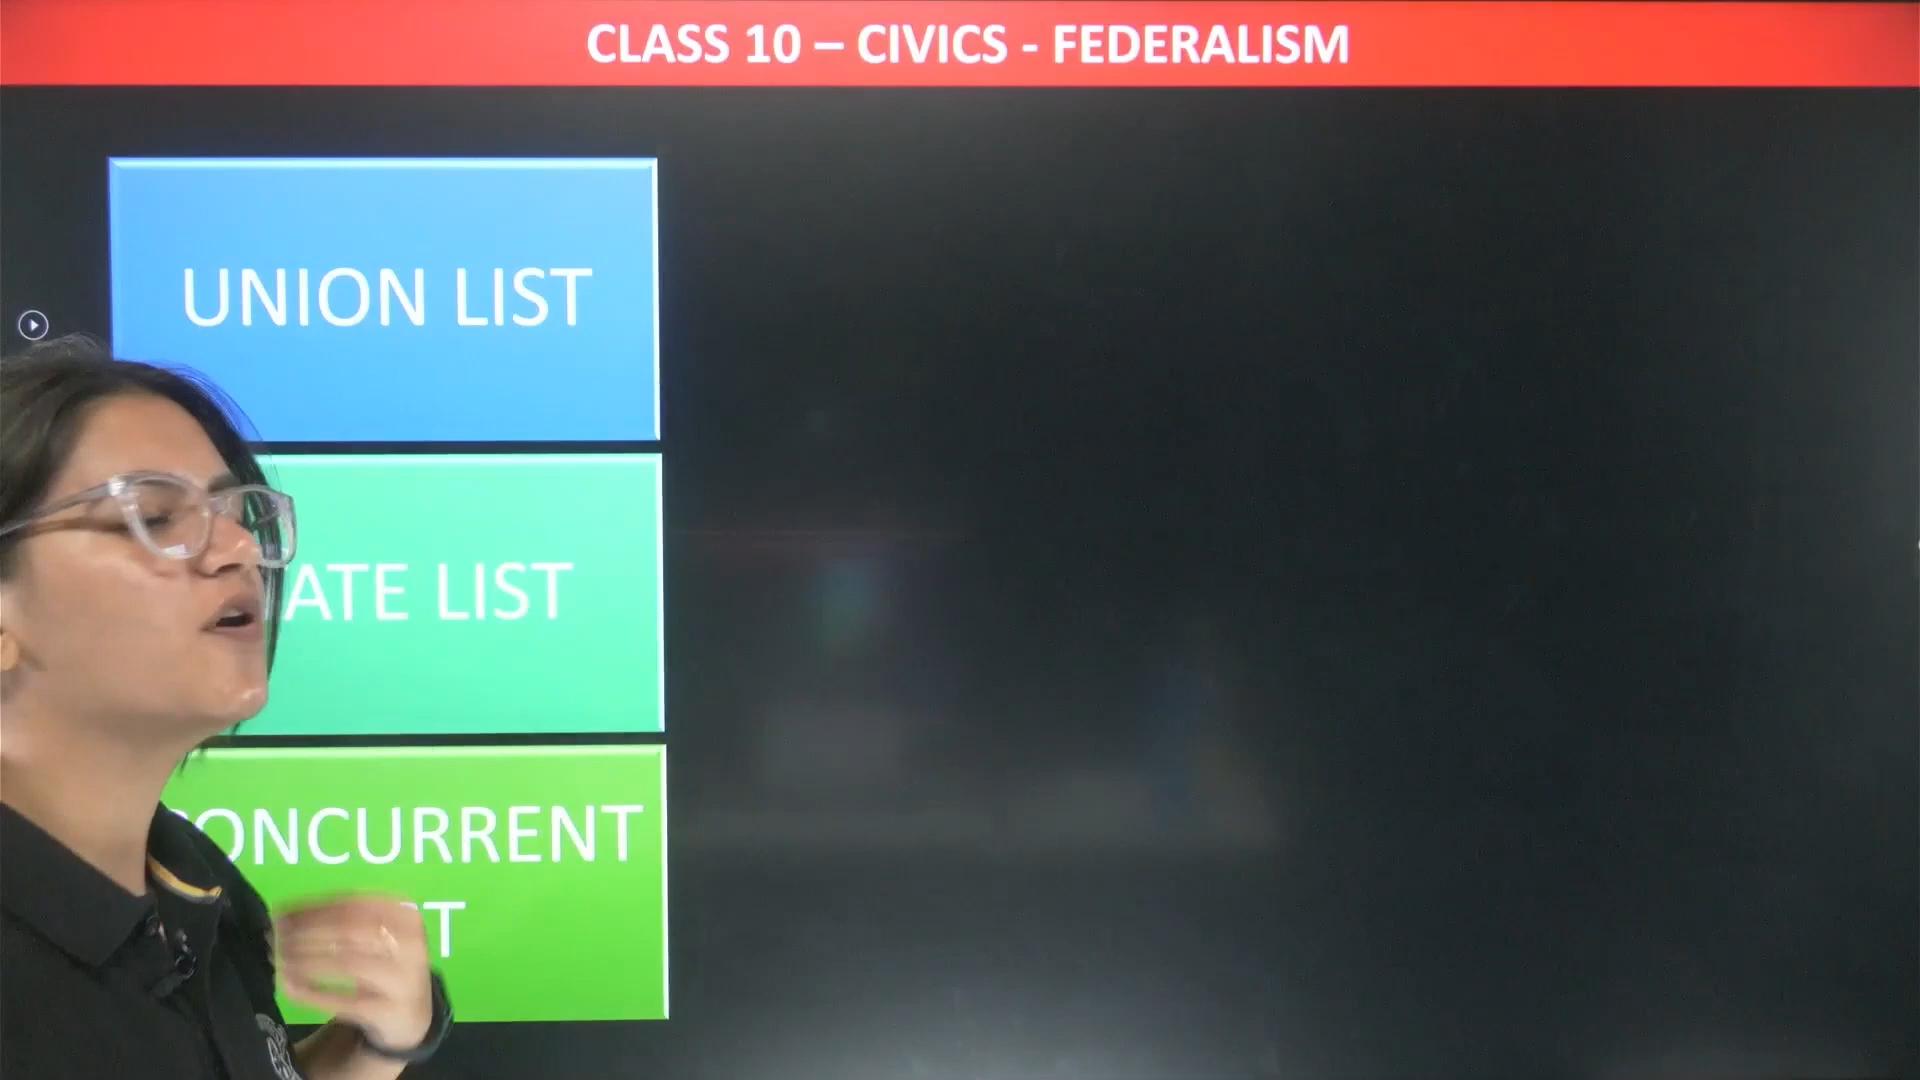 CLASS 10 – CIVICS - FEDERALISM
UNION LIST
ATE LIST
ONCURRENT
T